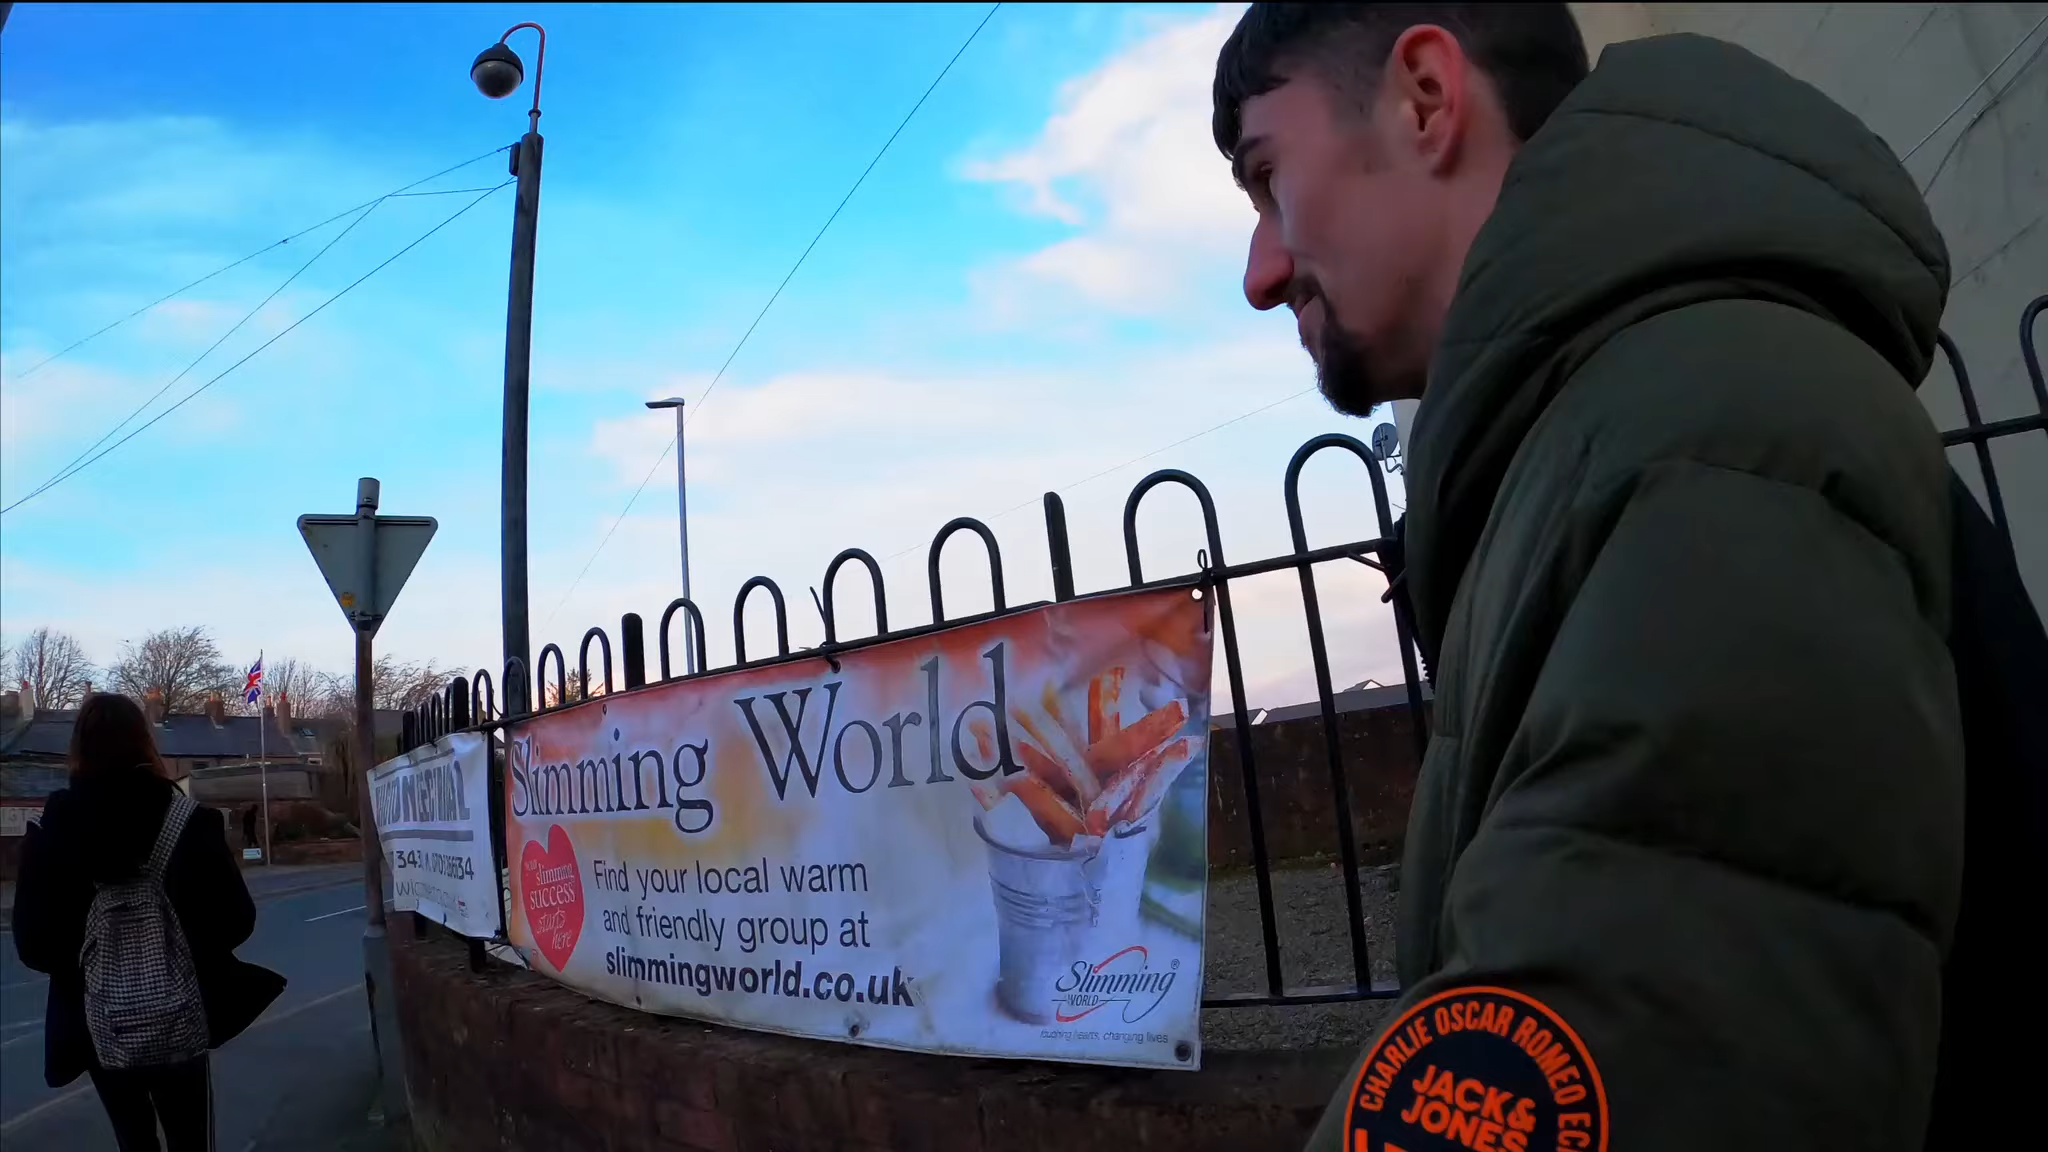 Slimming World
your
slimming
success
starts
here
Find your local warm
and friendly group at
slimmingworld.co.uk
Slimming®
WORLD
touching hearts, changing lives
CHARLIE OSCAR ROMEO
JACK&
JONES